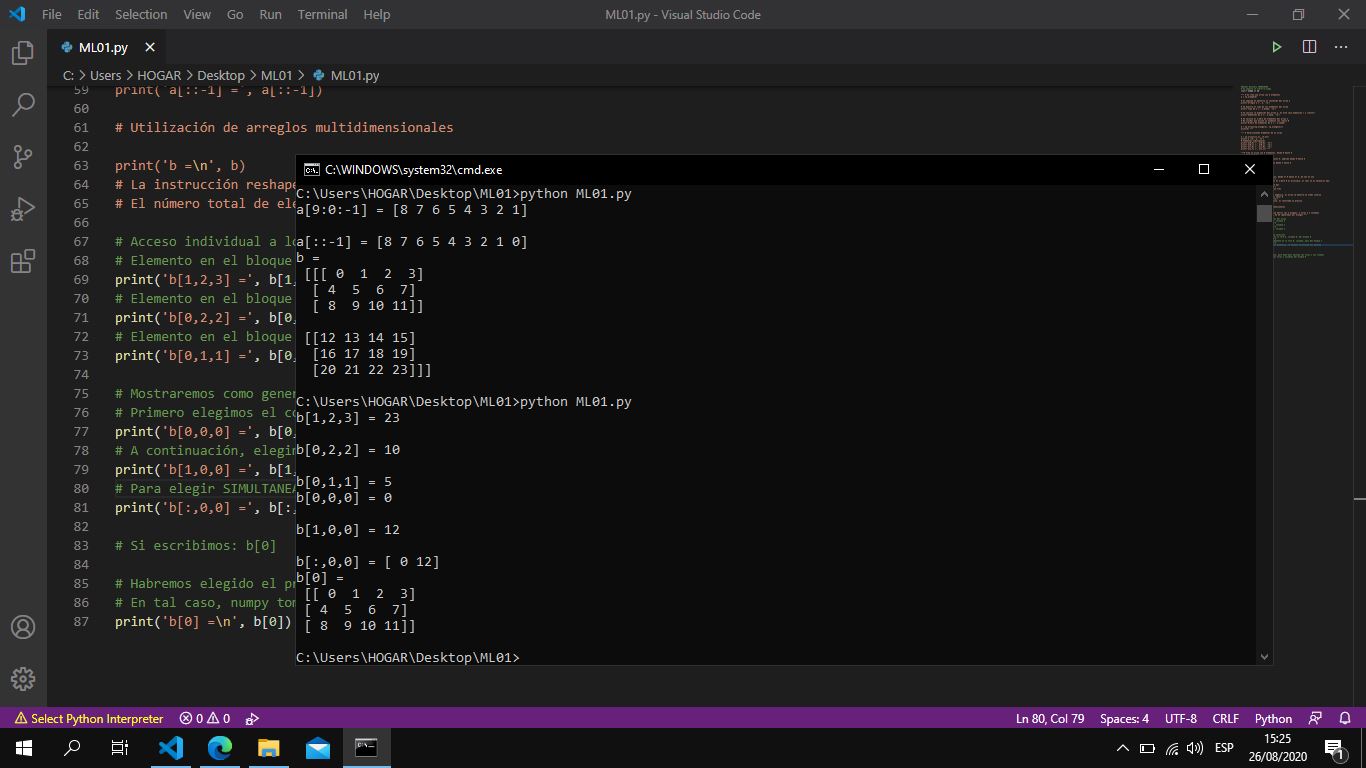 File Edit Selection View Go Run Terminal Help
ML01.py - Visual Studio Code
ML01.py
C: > Users > HOGAR > Desktop > ML01 > ML01.py
59 print('a[::-1] =', a[::-1])
60
61 # Utilización de arreglos multidimensionales
62
63 print('b =\n', b)
64 # La instrucción reshape
65 # El número total de ele
66
67 # Acceso individual a lo
68 # Elemento en el bloque
69 print('b[1,2,3] =', b[1,
70 # Elemento en el bloque
71 print('b[0,2,2] =', b[0,
72 # Elemento en el bloque
73 print('b[0,1,1] =', b[0,
74
75 # Mostraremos como gener
76 # Primero elegimos el co
77 print('b[0,0,0] =', b[0,
78 # A continuación, elegim
79 print('b[1,0,0] =', b[1,
80 # Para elegir SIMULTANEA
81 print('b[:,0,0] =', b[:,
82
83 # Si escribimos: b[0]
84
85 # Habremos elegido el pr
86 # En tal caso, numpy tom
87 print('b[0] =\n', b[0])
C:\WINDOWS\system32\cmd.exe
C:\Users\HOGAR\Desktop\ML01>python ML01.py
a[9:0:-1] = [8 7 6 5 4 3 2 1]
a[::-1] = [8 7 6 5 4 3 2 1 0]
b =
[[[ 0 1 2 3]
[ 4 5 6 7]
[ 8 9 10 11]]
[[12 13 14 15]
[16 17 18 19]
[20 21 22 23]]]
C:\Users\HOGAR\Desktop\ML01>python ML01.py
b[1,2,3] = 23
b[0,2,2] = 10
b[0,1,1] = 5
b[0,0,0] = 0
b[1,0,0] = 12
b[:,0,0] = [ 0 12]
b[0] =
[[ 0 1 2 3]
[ 4 5 6 7]
[ 8 9 10 11]]
C:\Users\HOGAR\Desktop\ML01>
Select Python Interpreter 0 0 Ln 80, Col 79 Spaces: 4 UTF-8 CRLF Python
ESP
15:25
26/08/2020
1